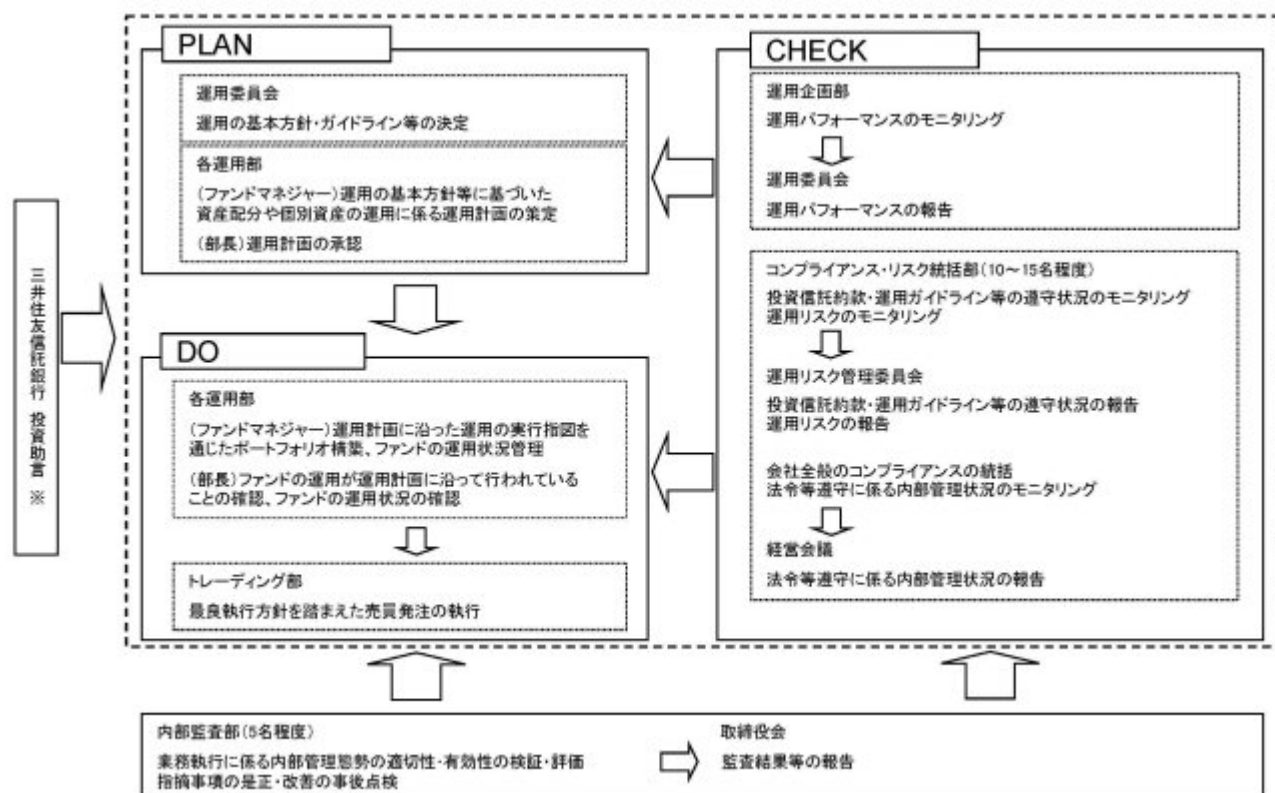 PLAN
運用委員会
運用の基本方針・ガイドライン等の決定
各運用部
(ファンドマネジャー)運用の基本方針等に基づいた
資産配分や個別資産の運用に係る運用計画の策定
(部長)運用計画の承認
DO
各運用部
(ファンドマネジャー)運用計画に沿った運用の実行指図を
通じたポートフォリオ構築、ファンドの運用状況管理
(部長)ファンドの運用が運用計画に沿って行われている
ことの確認、ファンドの運用状況の確認
トレーディング部
最良執行方針を踏まえた売買発注の執行
CHECK
運用企画部
運用パフォーマンスのモニタリング
運用委員会
運用パフォーマンスの報告
コンプライアンス・リスク統括部(10～15名程度)
投資信託約款・運用ガイドライン等の遵守状況のモニタリング
運用リスクのモニタリング
運用リスク管理委員会
投資信託約款・運用ガイドライン等の遵守状況の報告
運用リスクの報告
会社全般のコンプライアンスの統括
法令等遵守に係る内部管理状況のモニタリング
経営会議
法令等遵守に係る内部管理状況の報告
三井住友信託銀行 投資助言 ※
内部監査部(5名程度)
業務執行に係る内部管理態勢の適切性・有効性の検証・評価
指摘事項の是正・改善の事後点検
取締役会
監査結果等の報告